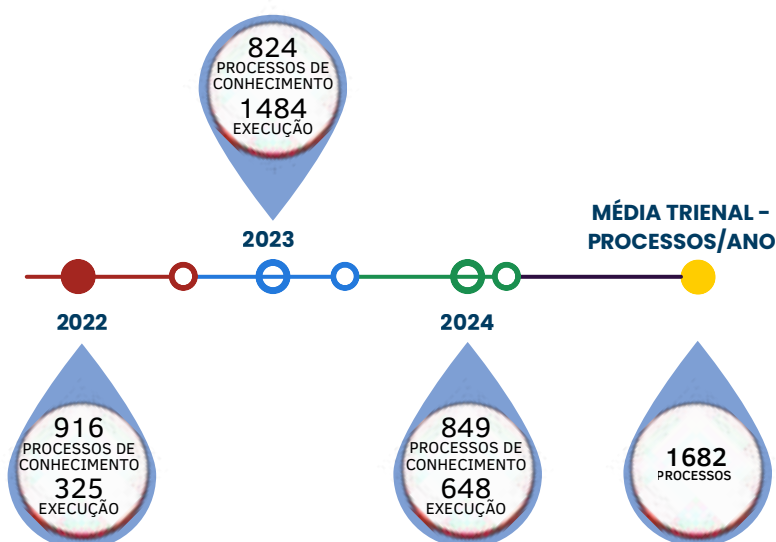 824
PROCESSOS DE
CONHECIMENTO
1484
EXECUÇÃO
2023
MÉDIA TRIENAL -
PROCESSOS/ANO
2022
2024
916
PROCESSOS DE
CONHECIMENTO
325
EXECUÇÃO
849
PROCESSOS DE
CONHECIMENTO
648
EXECUÇÃO
1682
PROCESSOS